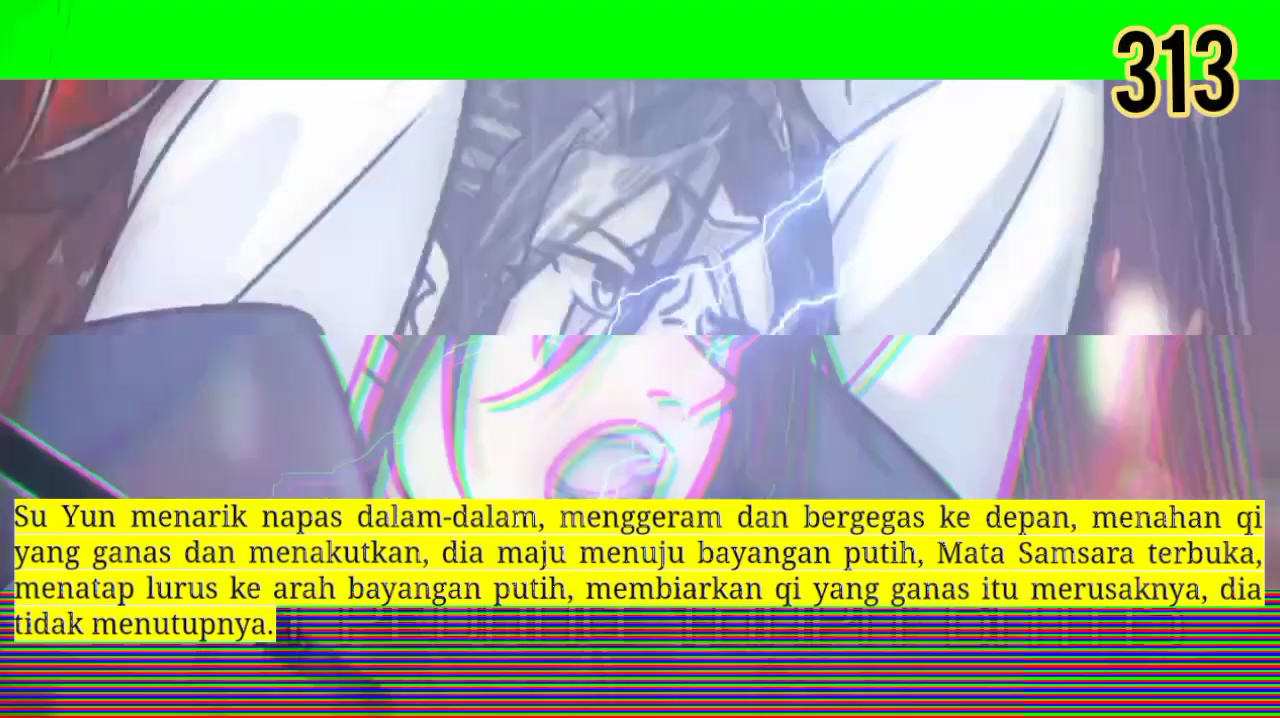 313
Su Yun menarik napas dalam-dalam, menggeram dan bergegas ke depan, menahan qi
yang ganas dan menakutkan, dia maju menuju bayangan putih, Mata Samsara terbuka,
menatap lurus ke arah bayangan putih, membiarkan qi yang ganas itu merusaknya, dia
tidak menutupnya.